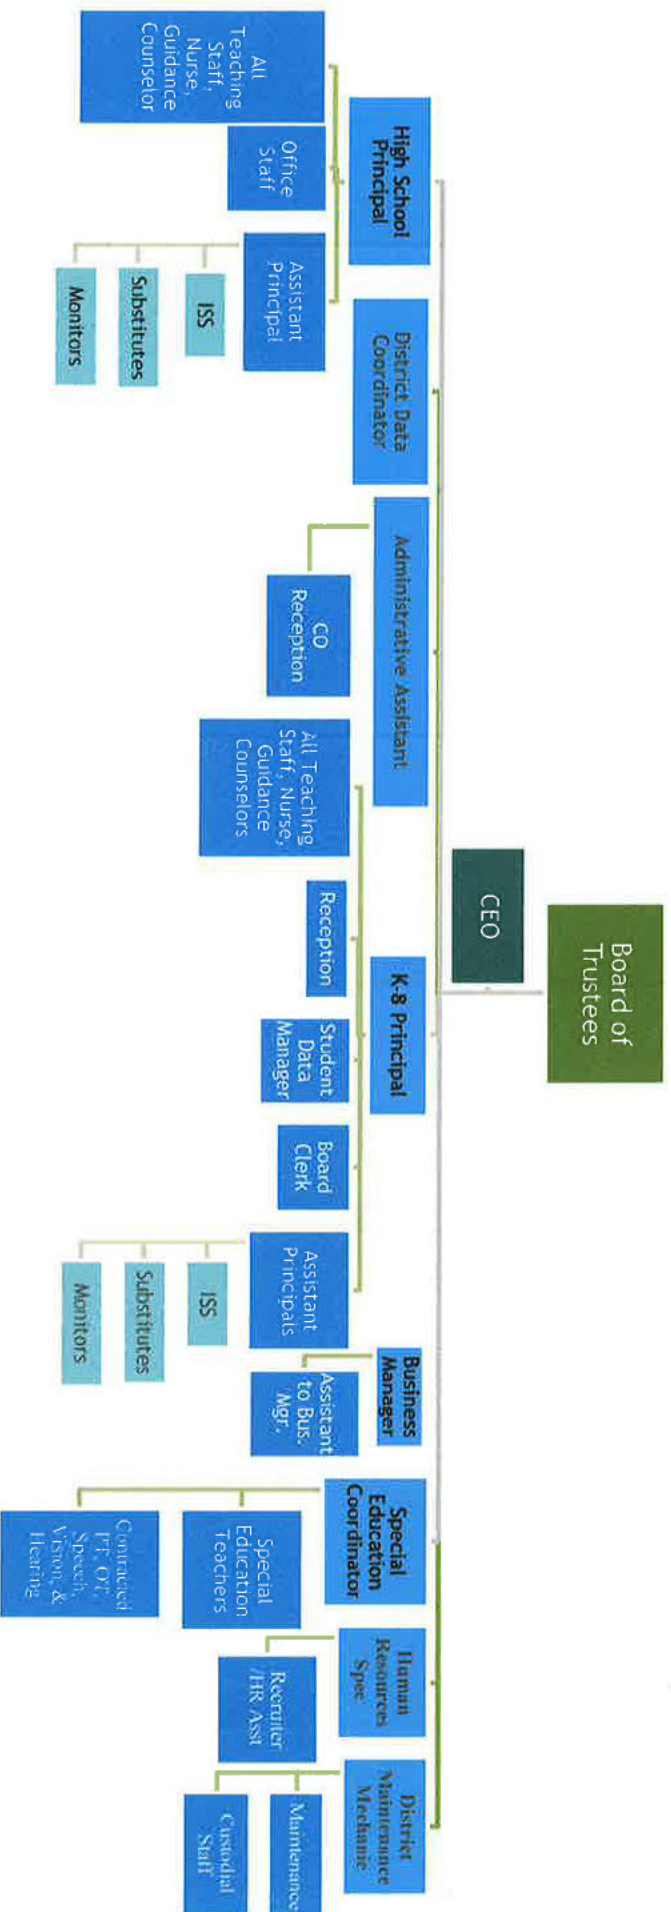 Board of
Trustees
CEO
High School
Principal
All
Teaching
Staff,
Nurse,
Guidance
Counselor
Office
Staff
Assistant
Principal
ISS
Substitutes
Monitors
District Data
Coordinator
Administrative Assistant
CO
Reception
K-8 Principal
All Teaching
Staff, Nurse,
Guidance
Counselors
Reception
Student
Data
Manager
Board
Clerk
Assistant
Principals
ISS
Substitutes
Monitors
Business
Manager
Assistant
to Bus.
Mgr.
Special
Education
Coordinator
Special
Education
Teachers
Contracted
PT, OT,
Speech,
Vision, &
Hearing
Human
Resources
Spec
Recruiter
/HR Asst
District
Maintenance
Mechanic
Maintenance
Custodial
Staff